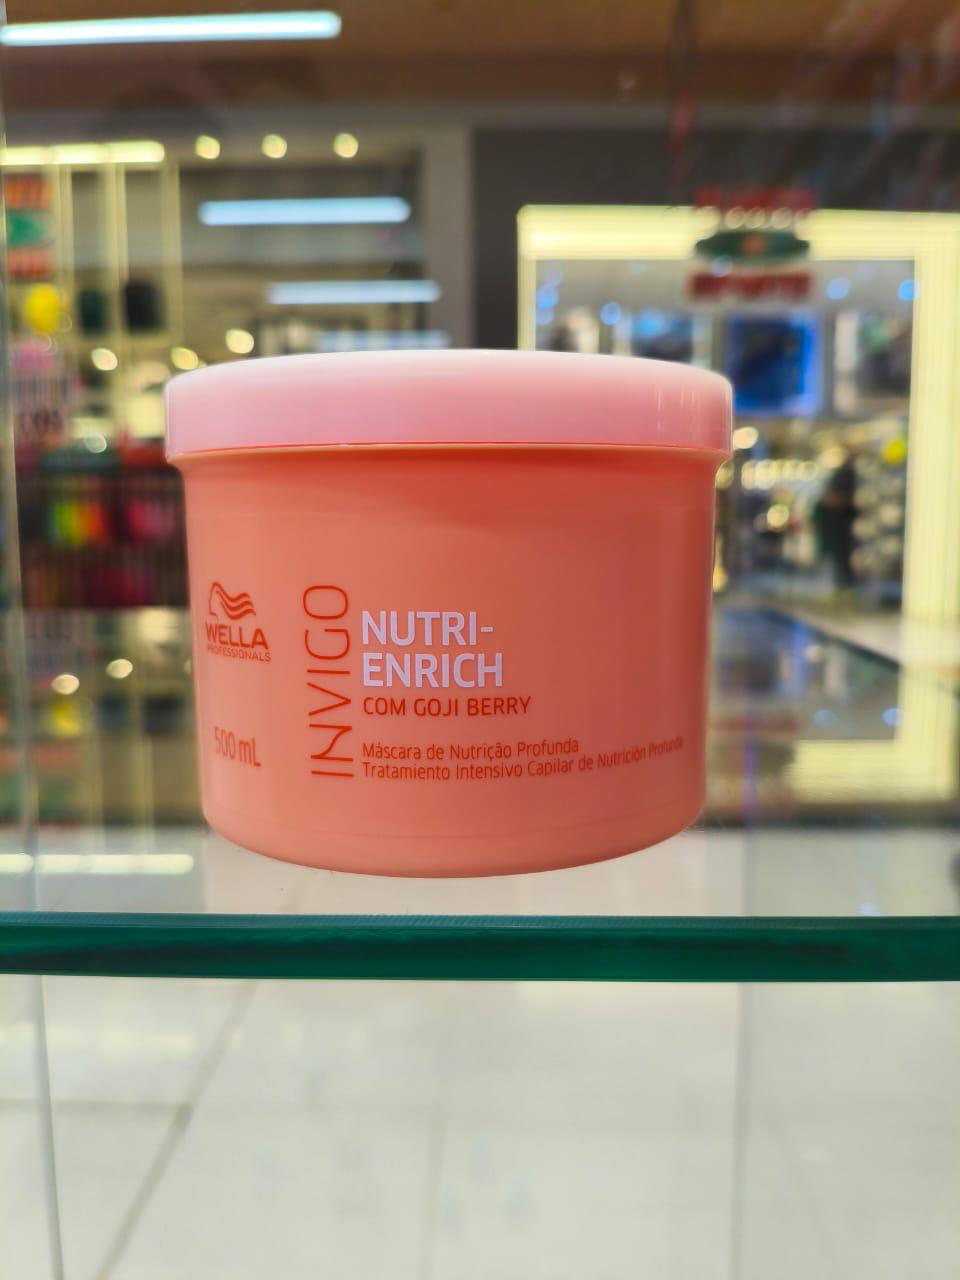 WELLA
PROFESSIONALS
500 mL
INVIGO
NUTRI-
ENRICH
COM GOJI BERRY
Máscara de Nutrição Profunda
Tratamiento Intensivo Capilar de Nutrición Profunda